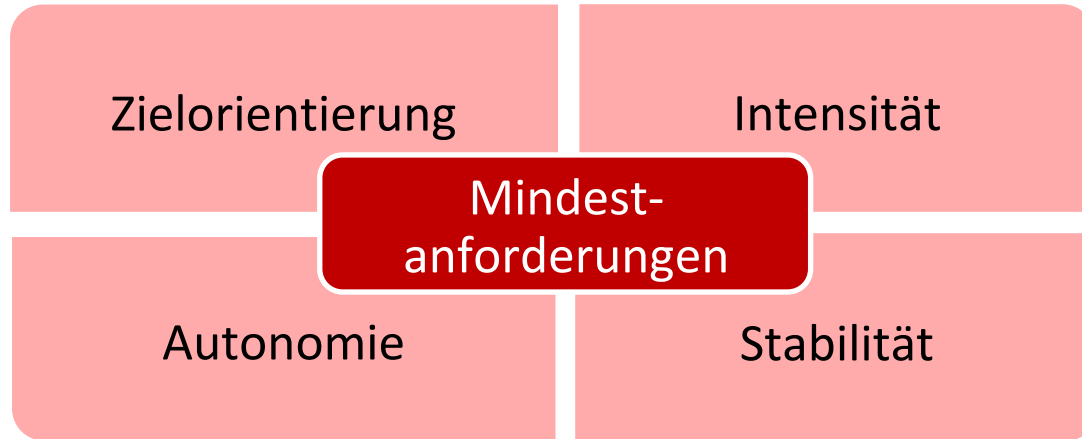 Zielorientierung
Intensität
Mindest-
anforderungen
Autonomie
Stabilität